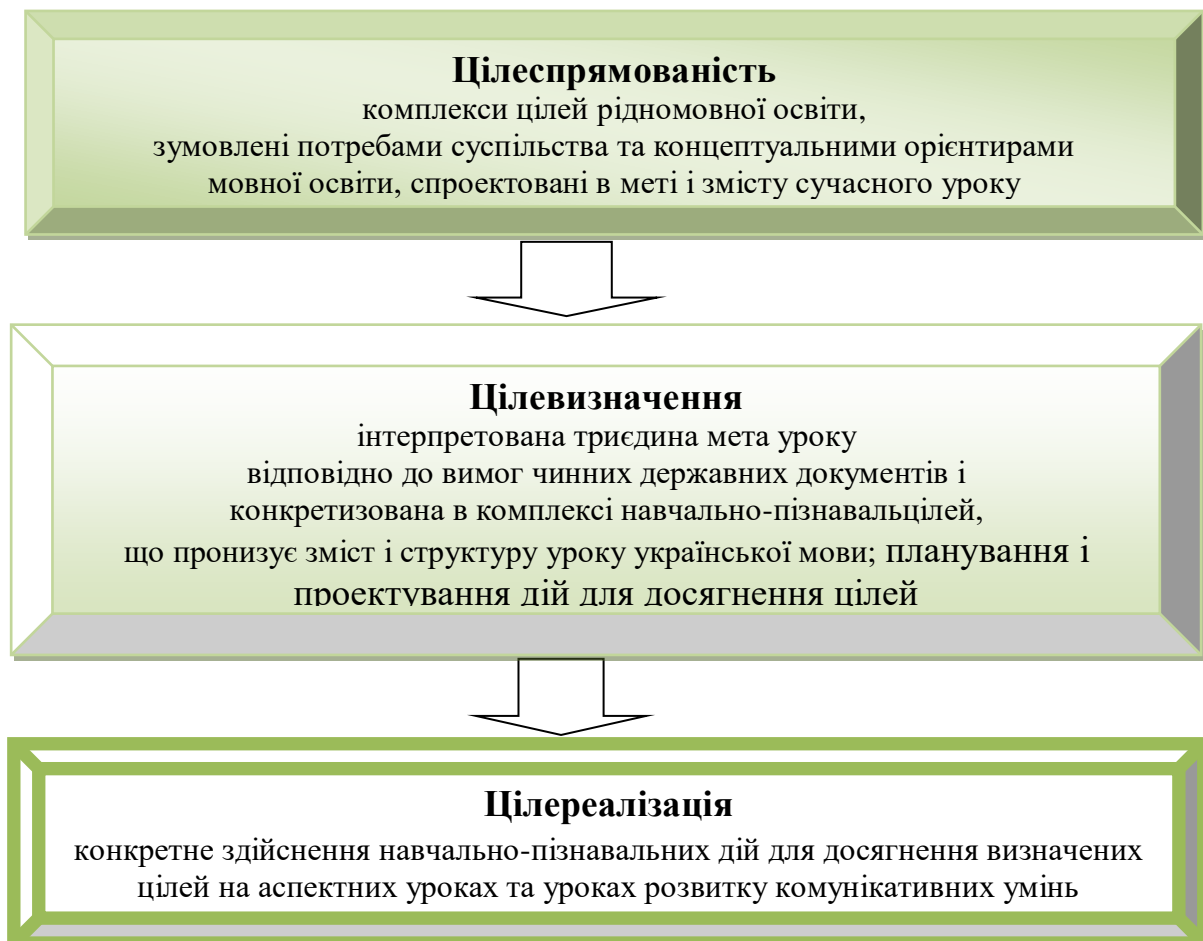 Цілеспрямованість
комплекси цілей рідномовної освіти,
зумовлені потребами суспільства та концептуальними орієнтирами
мовної освіти, спроектовані в меті і змісту сучасного уроку
Цілевизначення
інтерпретована триєдина мета уроку
відповідно до вимог чинних державних документів і
конкретизована в комплексі навчально-пізнавальцілей,
що пронизує зміст і структуру уроку української мови; планування і
проектування дій для досягнення цілей
Цілереалізація
конкретне здійснення навчально-пізнавальних дій для досягнення визначених
цілей на аспектних уроках та уроках розвитку комунікативних умінь